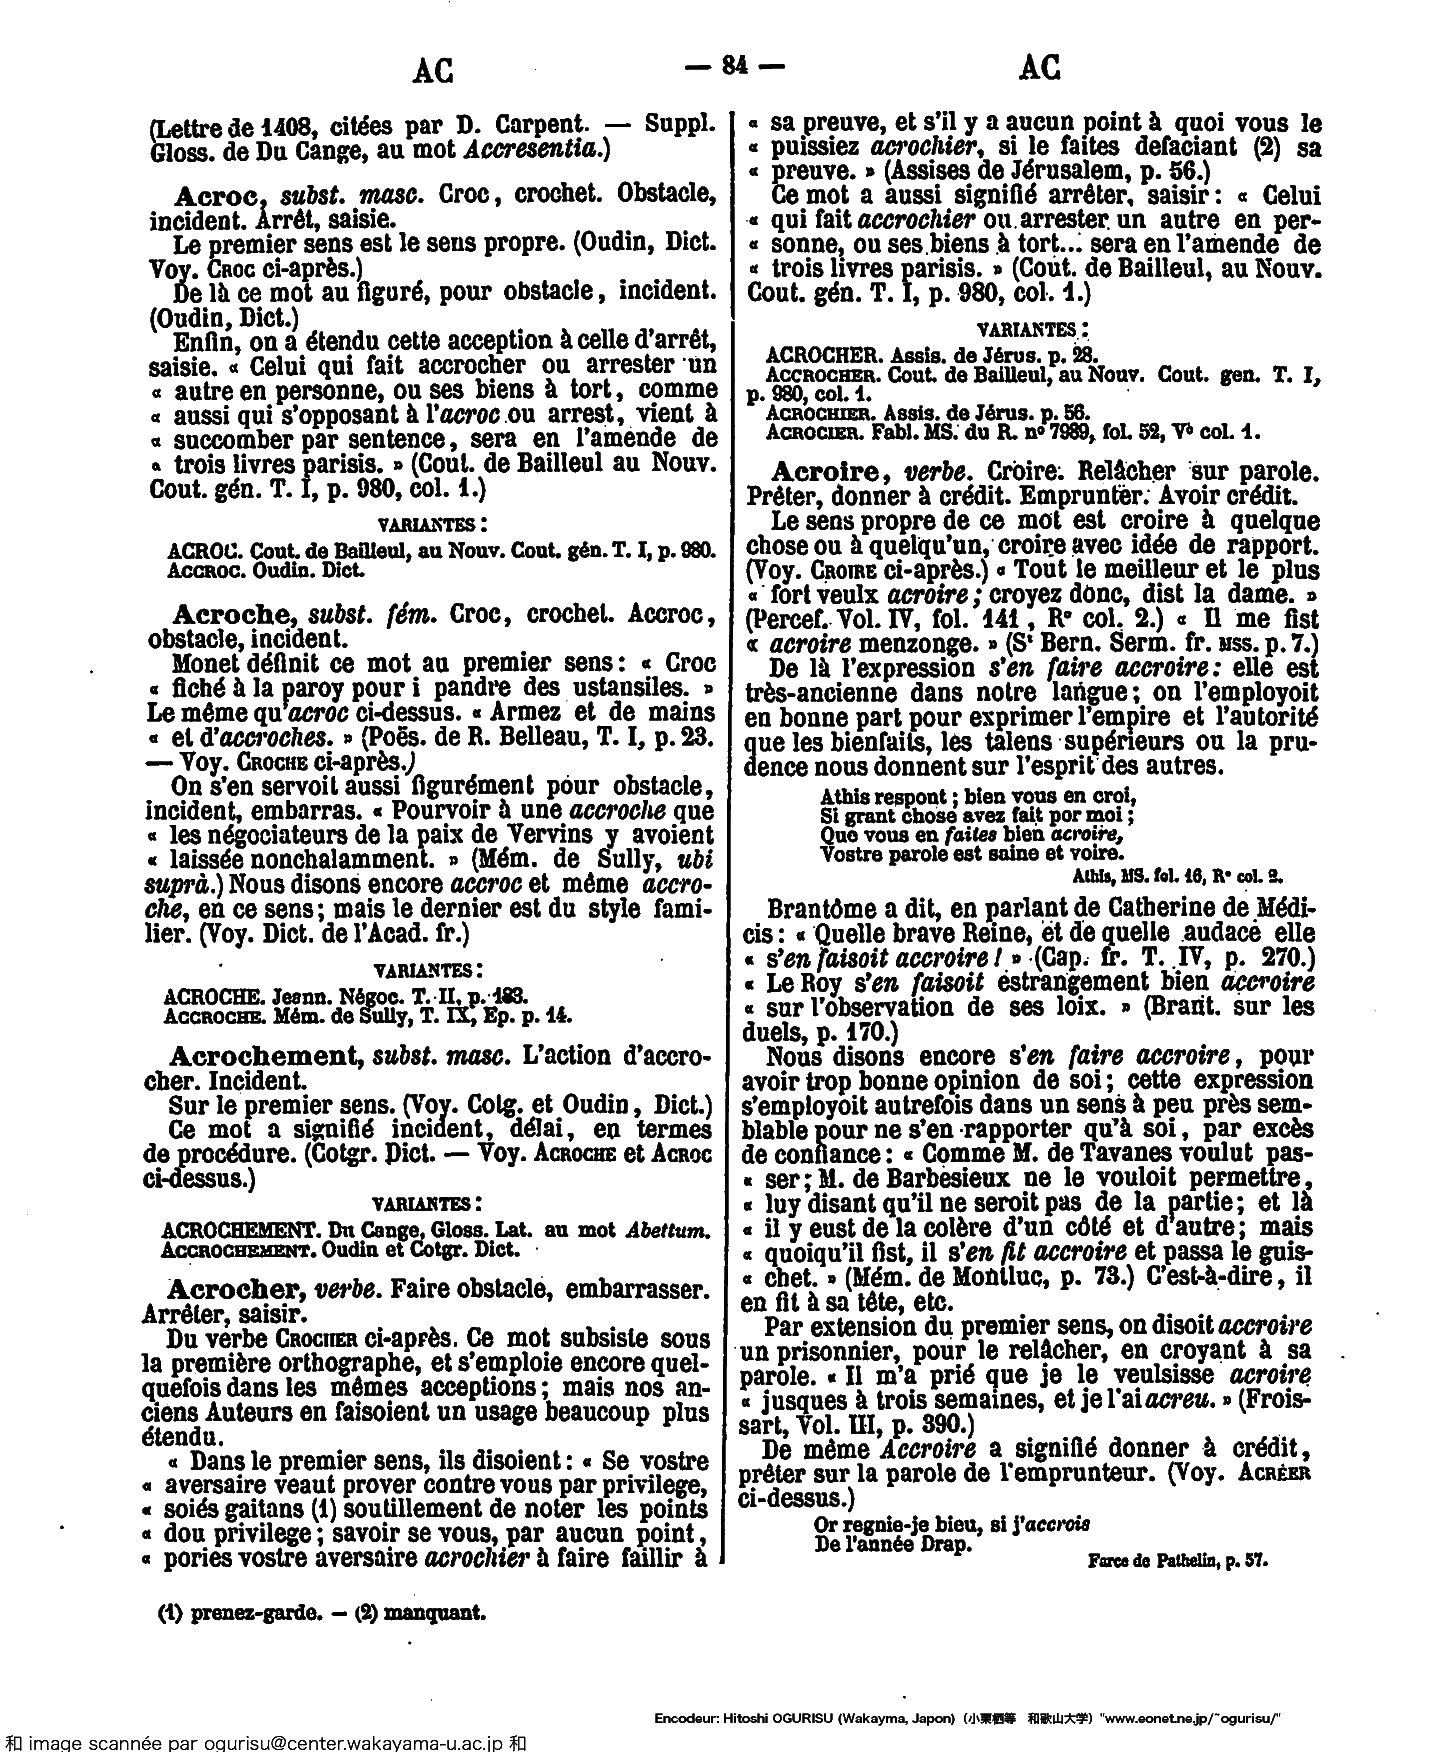 AC — 84 — AC
(Lettre de 1408, citées par D. Carpent. — Suppl.
Gloss. de Du Cange, au mot Accresentia.)
Acroc, subst. masc. Croc, crochet. Obstacle,
incident. Arrêt, saisie.
Le premier sens est le sens propre. (Oudin, Dict.
Voy. CROC ci-après.)
De là ce mot au figuré, pour obstacle, incident.
(Oudin, Dict.)
Enfin, on a étendu cette acception à celle d'arrêt,
saisie. « Celui qui fait accrocher ou arrester un
« autre en personne, ou ses biens à tort, comme
« aussi qui s'opposant à l'acroc ou arrest, vient à
« succomber par sentence, sera en l'amende de
« trois livres parisis. » (Cout. de Bailleul au Nouv.
Cout. gén. T. I, p. 980, col. 1.)
VARIANTES :
ACROC. Cout. de Bailleul, au Nouv. Cout. gén. T. I, p. 980.
ACCROC. Oudin. Dict.
Acroche, subst. fém. Croc, crochet. Accroc,
obstacle, incident.
Monet définit ce mot au premier sens : « Croc
« fiché à la paroy pour i pandre des ustansiles. »
Le même qu'acroc ci-dessus. « Armez et de mains
« et d'accroches. » (Poës. de R. Belleau, T. I, p. 23.
— Voy. CROCHE ci-après.)
On s'en servoit aussi figurément pour obstacle,
incident, embarras. « Pourvoir à une accroche que
« les négociateurs de la paix de Vervins y avoient
« laissée nonchalamment. » (Mém. de Sully, ubi
suprà.) Nous disons encore accroc et même accro-
che, en ce sens ; mais le dernier est du style fami-
lier. (Voy. Dict. de l'Acad. fr.)
VARIANTES :
ACROCHE. Jeann. Négoc. T. II, p. 183.
ACCROCHE. Mém. de Sully, T. IX, Ep. p. 14.
Acrochement, subst. masc. L'action d'accro-
cher. Incident.
Sur le premier sens. (Voy. Cotg. et Oudin, Dict.)
Ce mot a signifié incident, délai, en termes
de procédure. (Cotgr. Dict. — Voy. ACROCHE et ACROC
ci-dessus.)
VARIANTES :
ACROCHEMENT. Du Cange, Gloss. Lat. au mot Abettum.
ACCROCHEMENT. Oudin et Cotgr. Dict.
Acrocher, verbe. Faire obstacle, embarrasser.
Arrêter, saisir.
Du verbe CROCHER ci-après. Ce mot subsiste sous
la première orthographe, et s'emploie encore quel-
quefois dans les mêmes acceptions ; mais nos an-
ciens Auteurs en faisoient un usage beaucoup plus
étendu.
« Dans le premier sens, ils disoient : « Se vostre
« aversaire veaut prover contre vous par privilege,
« soiés gaitans (1) soutillement de noter les points
« dou privilege ; savoir se vous, par aucun point,
« pories vostre aversaire acrochier à faire faillir à
(1) prenez-garde. — (2) manquant.
« sa preuve, et s'il y a aucun point à quoi vous le
« puissiez acrochier, si le faites defaciant (2) sa
« preuve. » (Assises de Jérusalem, p. 56.)
Ce mot a aussi signifié arrêter, saisir : « Celui
« qui fait accrochier ou arrester un autre en per-
« sonne, ou ses biens à tort... sera en l'amende de
« trois livres parisis. » (Cout. de Bailleul, au Nouv.
Cout. gén. T. I, p. 980, col. 1.)
VARIANTES :
ACROCHER. Assis. de Jérus. p. 28.
ACCROCHER. Cout. de Bailleul, au Nouv. Cout. gen. T. I,
p. 980, col. 1.
ACROCHIER. Assis. de Jérus. p. 56.
ACROCIER. Fabl. MS. du R. nº 7989, fol. 52, Vº col. 1.
Acroire, verbe. Croire. Relâcher sur parole.
Prêter, donner à crédit. Emprunter. Avoir crédit.
Le sens propre de ce mot est croire à quelque
chose ou à quelqu'un, croire avec idée de rapport.
(Voy. CROIRE ci-après.) « Tout le meilleur et le plus
« fort veulx acroire ; croyez donc, dist la dame. »
(Percef. Vol. IV, fol. 141, Rº col. 2.) « Il me fist
« acroire menzonge. » (St Bern. Serm. fr. MSS. p. 7.)
De là l'expression s'en faire accroire : elle est
très-ancienne dans notre langue ; on l'employoit
en bonne part pour exprimer l'empire et l'autorité
que les bienfaits, les talens supérieurs ou la pru-
dence nous donnent sur l'esprit des autres.
Athis respont ; bien vous en croi,
Si grant chose avez fait por moi ;
Que vous en faites bien acroire,
Vostre parole est saine et voire.
Athis, MS. fol. 16, Rº col. 2.
Brantôme a dit, en parlant de Catherine de Médi-
cis : « Quelle brave Reine, et de quelle audace elle
« s'en faisoit accroire ! » (Cap. fr. T. IV, p. 270.)
« Le Roy s'en faisoit estrangement bien accroire
« sur l'observation de ses loix. » (Brant. sur les
duels, p. 170.)
Nous disons encore s'en faire accroire, pour
avoir trop bonne opinion de soi ; cette expression
s'employoit autrefois dans un sens à peu près sem-
blable pour ne s'en rapporter qu'à soi, par excès
de confiance : « Comme M. de Tavanes voulut pas-
« ser ; M. de Barbesieux ne le vouloit permettre,
« luy disant qu'il ne seroit pas de la partie ; et là
« il y eust de la colère d'un côté et d'autre ; mais
« quoiqu'il fist, il s'en fit accroire et passa le guis-
« chet. » (Mém. de Montluc, p. 73.) C'est-à-dire, il
en fit à sa tête, etc.
Par extension du premier sens, on disoit accroire
un prisonnier, pour le relâcher, en croyant à sa
parole. « Il m'a prié que je le veulsisse acroire
« jusques à trois semaines, et je l'ai acreu. » (Frois-
sart, Vol. III, p. 390.)
De même Accroire a signifié donner à crédit,
prêter sur la parole de l'emprunteur. (Voy. ACRÉER
ci-dessus.)
Or regnie-je bieu, si j'accrois
De l'année Drap.
Farce de Pathelin, p. 57.
Encodeur: Hitoshi OGURISU (Wakayma, Japon) (小栗栖等 和歌山大学) "www.eonet.ne.jp/~ogurisu/"
和 image scannée par ogurisu@center.wakayama-u.ac.jp 和